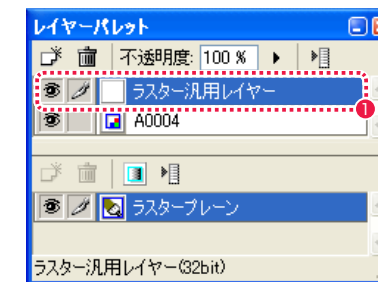 レイヤーパレット
不透明度: 100 %
ラスター汎用レイヤー
1
A0004
ラスタープレーン
ラスター汎用レイヤー(32bit)